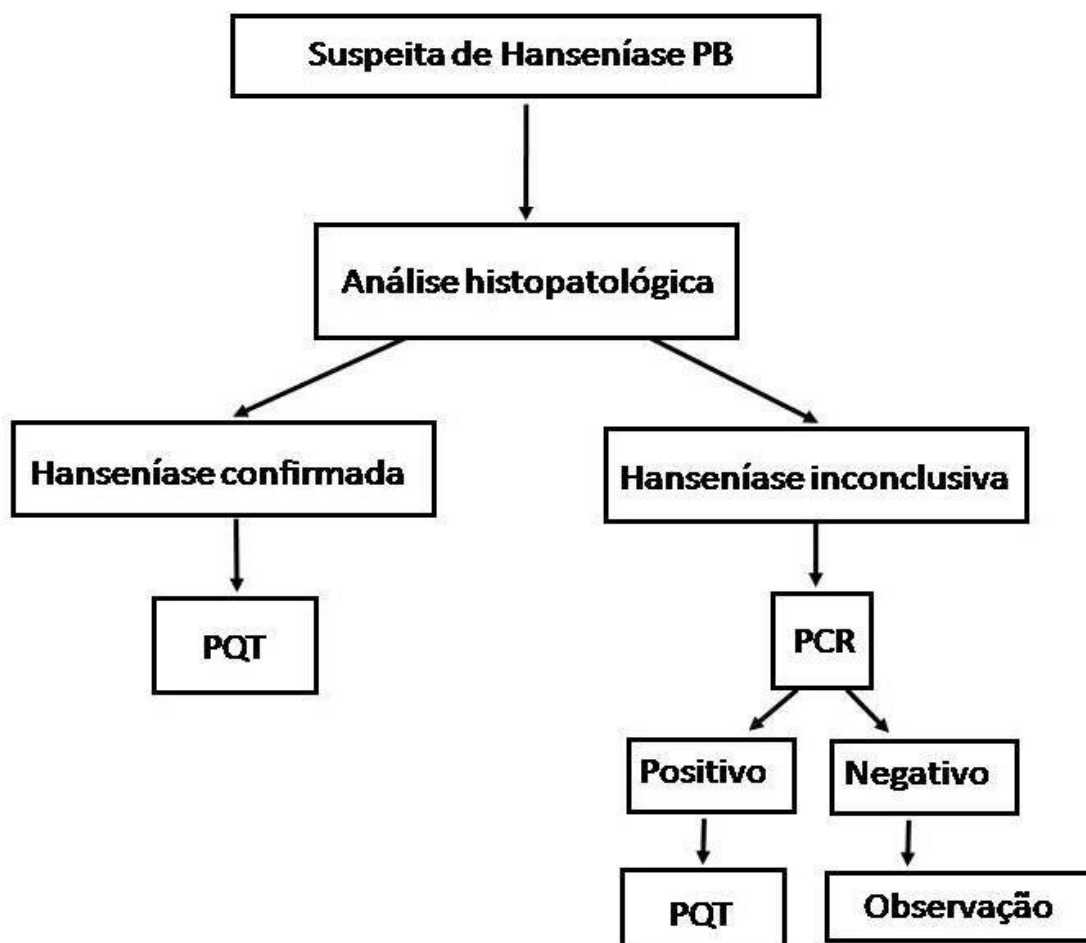 Suspeita de Hanseníase PB
Análise histopatológica
Hanseníase confirmada
Hanseníase inconclusiva
PQT
PCR
Positivo
Negativo
PQT
Observação